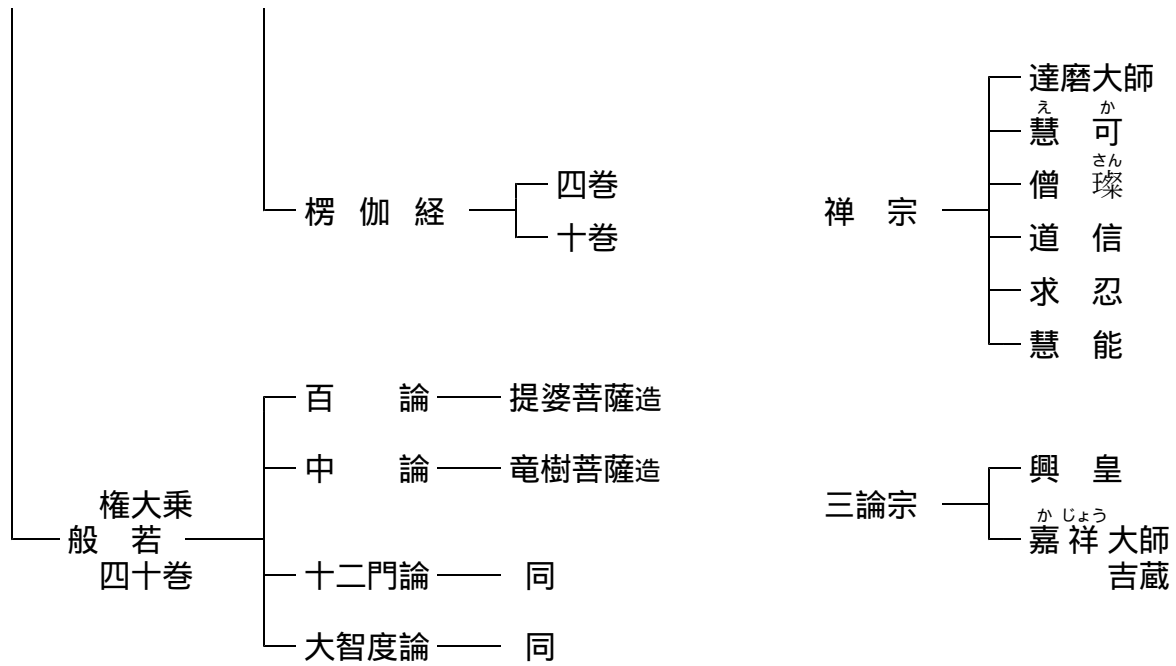 達磨大師
えか
慧可
さん
僧璨
道信
求忍
慧能
禅宗
四巻
十巻
楞伽経
百論 提婆菩薩造
中論 竜樹菩薩造
権大乗
般若
四十巻
十二門論 同
大智度論 同
三論宗
興皇
かじょう
嘉祥大師
吉蔵